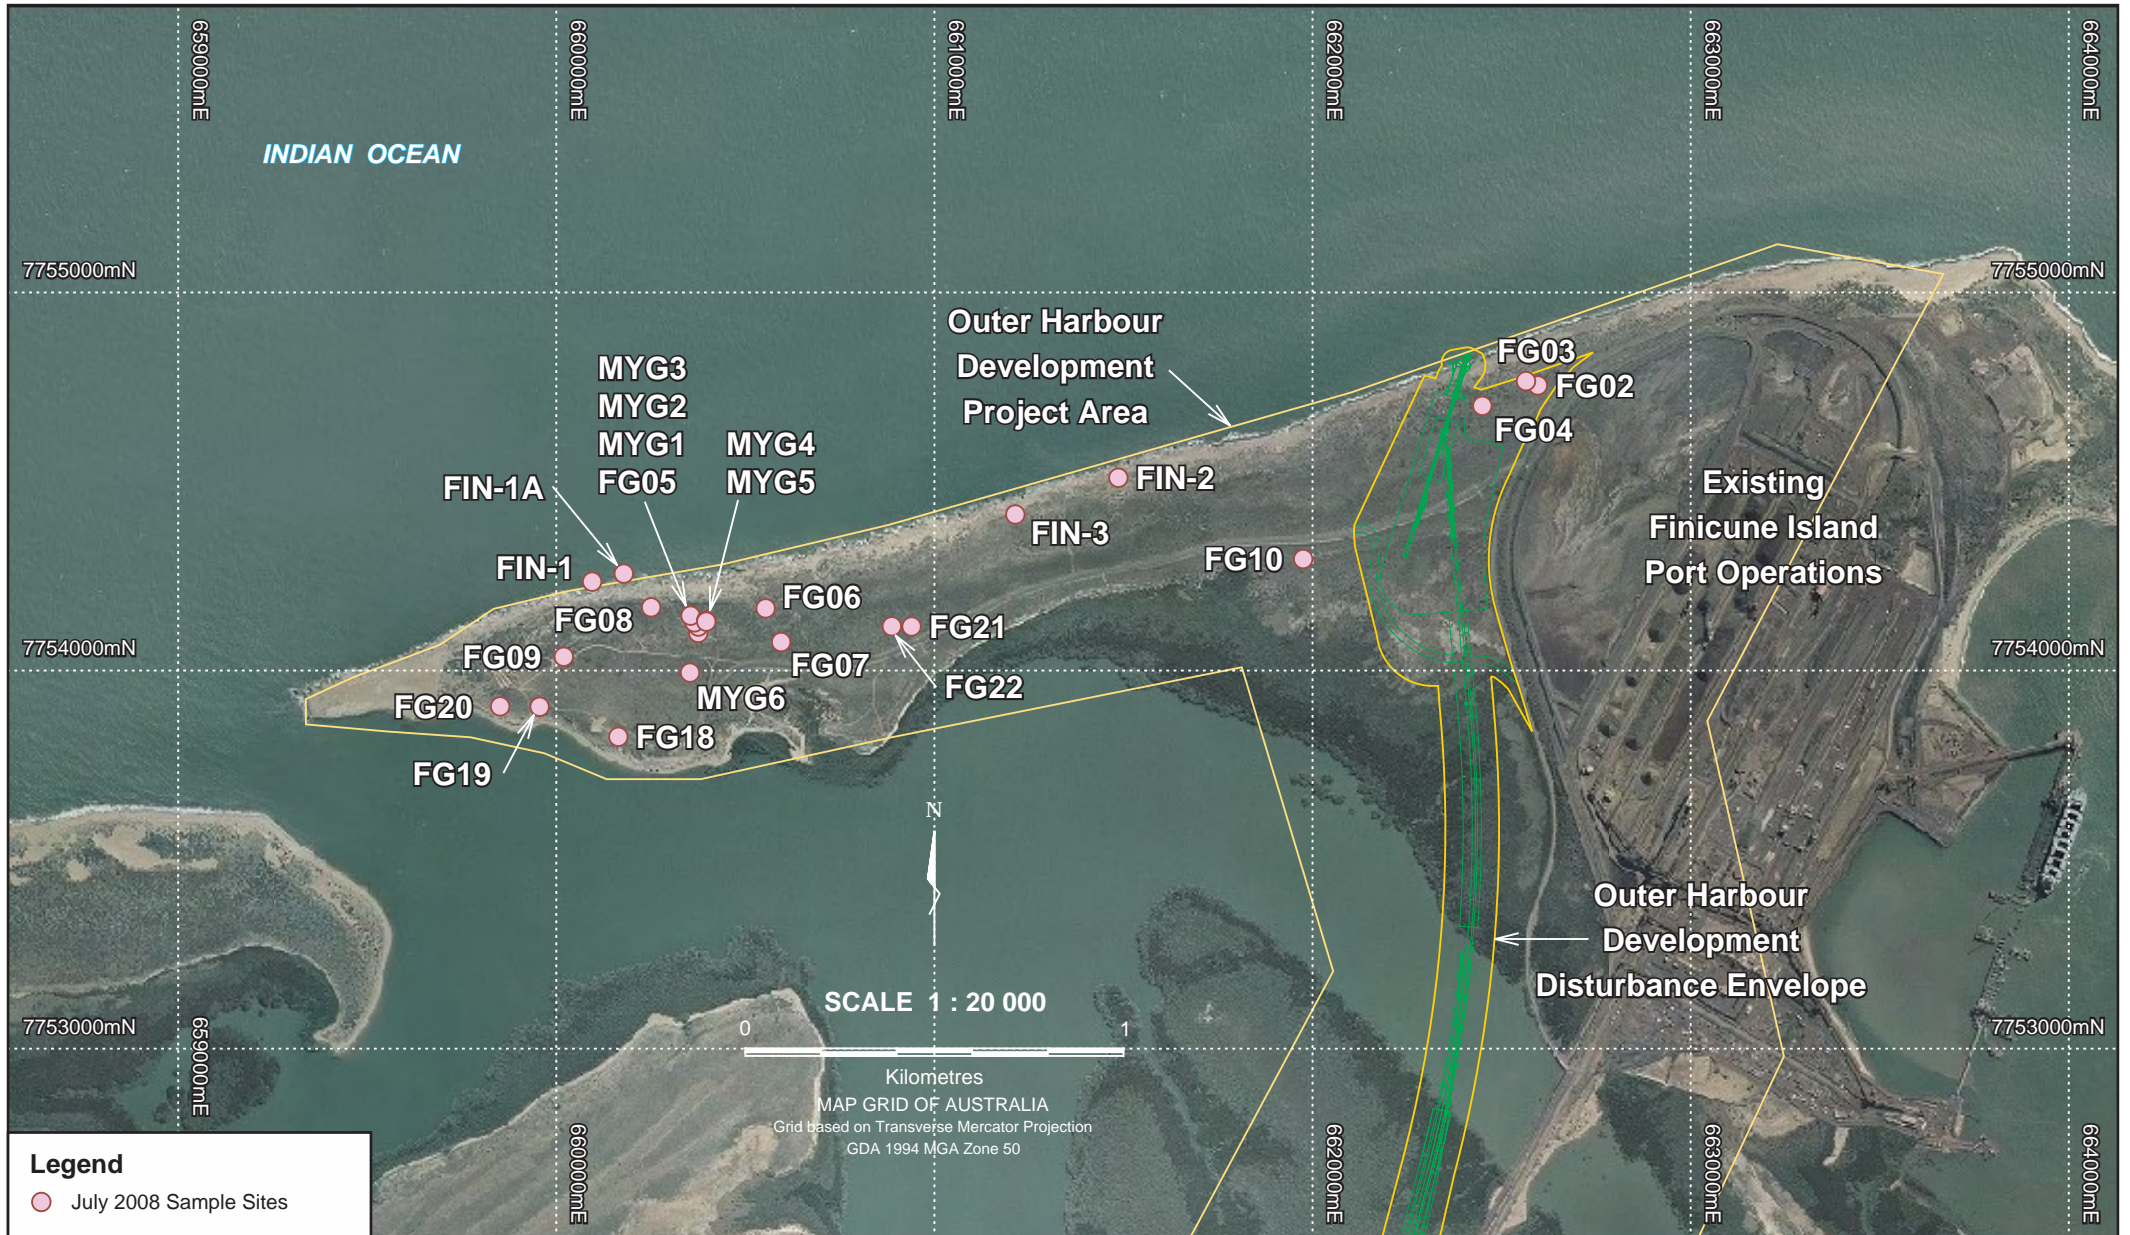 659000mE
660000mE
661000mE
662000mE
663000mE
664000mE
INDIAN OCEAN
7755000mN
7755000mN
Outer Harbour
Development
Project Area
MYG3
MYG2
MYG1
FG05
MYG4
MYG5
FIN-1A
FIN-1
FG03
FG02
FG04
FIN-2
FIN-3
FG10
Existing
Finicune Island
Port Operations
FG08
FG06
FG21
FG09
FG07
7754000mN
7754000mN
FG22
MYG6
FG20
FG18
FG19
N
Outer Harbour
Development
Disturbance Envelope
SCALE 1 : 20 000
0 1
Kilometres
MAP GRID OF AUSTRALIA
Grid based on Transverse Mercator Projection
GDA 1994 MGA Zone 50
7753000mN
7753000mN
659000mE
660000mE
662000mE
663000mE
664000mE
Legend
July 2008 Sample Sites